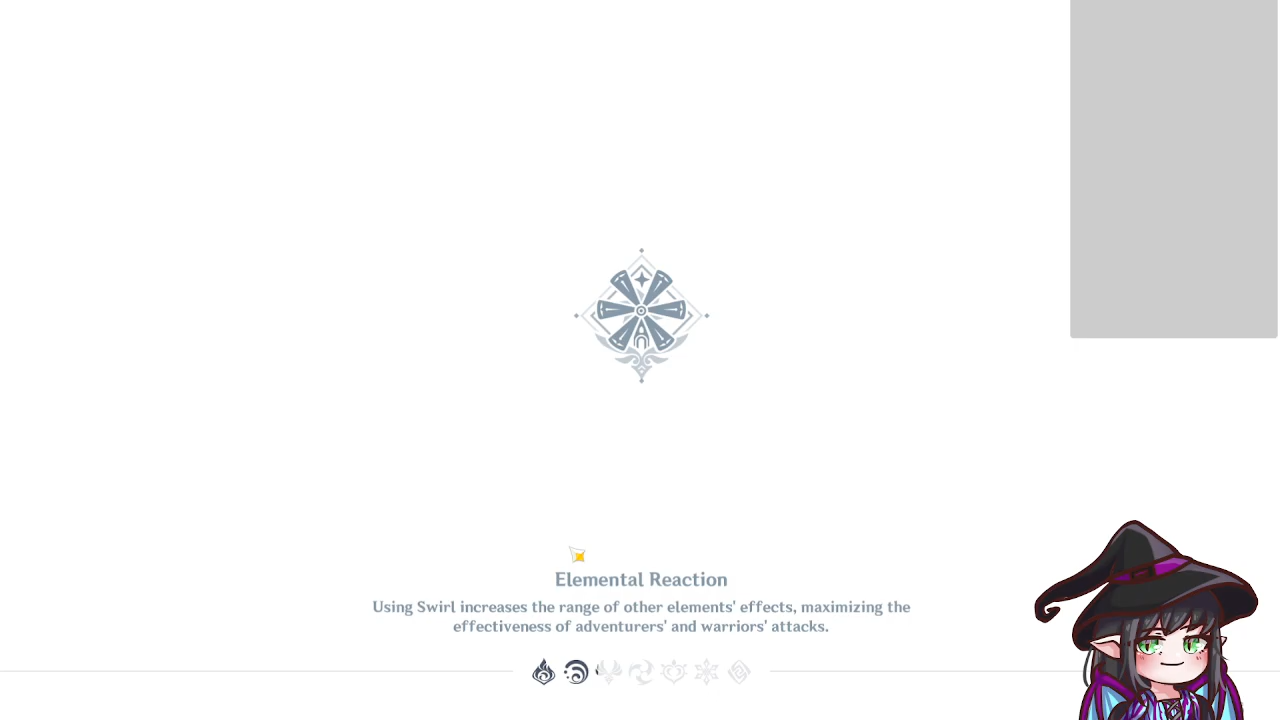 Elemental Reaction
Using Swirl increases the range of other elements' effects, maximizing the
effectiveness of adventurers' and warriors' attacks.